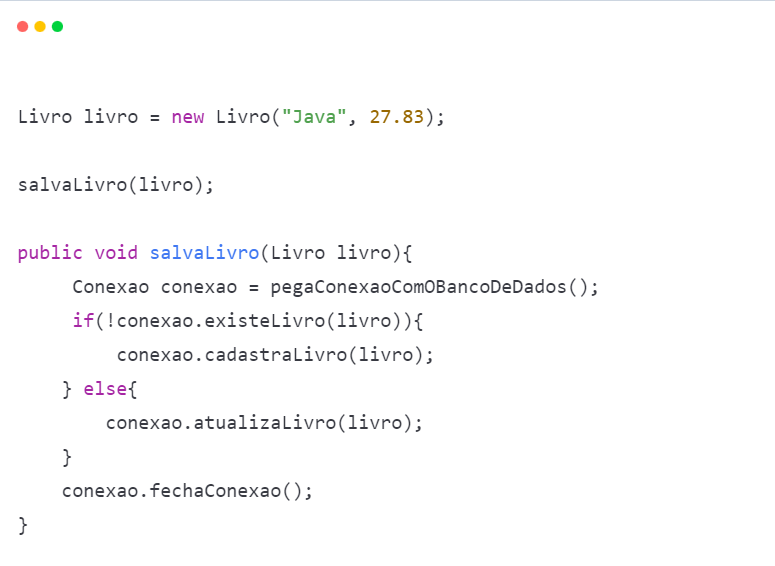 Livro livro = new Livro("Java", 27.83);
salvaLivro(livro);
public void salvaLivro(Livro livro){
     Conexao conexao = pegaConexaoComOBancoDeDados();
     if(!conexao.existeLivro(livro)){
         conexao.cadastraLivro(livro);
    } else{
        conexao.atualizaLivro(livro);
    }
    conexao.fechaConexao();
}